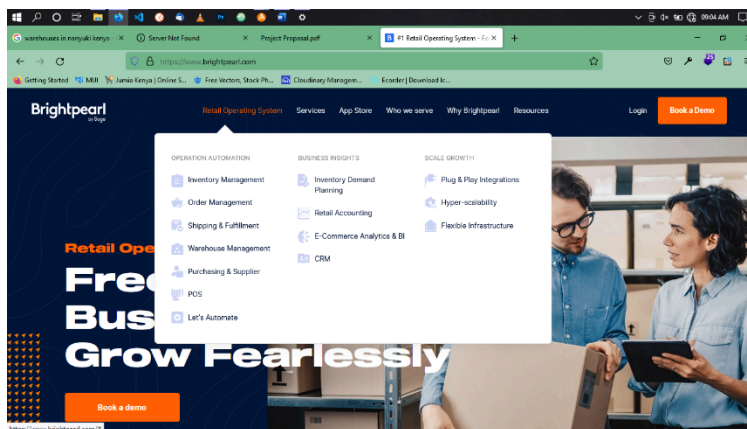 09:04 AM
warehouses in nanyuki kenya -
Server Not Found
Project Proposal.pdf
#1 Retail Operating System - Fo
https://www.brightpearl.com
Getting Started
MUI
Jumia Kenya | Online S...
Free Vectors, Stock Ph...
Cloudinary Managem...
Ecorder | Download Ic...
Brightpearl
by Sage
Retail Operating System
Services
App Store
Who we serve
Why Brightpearl
Resources
Login
Book a Demo
OPERATION AUTOMATION
Inventory Management
Order Management
Shipping & Fulfillment
Warehouse Management
Purchasing & Supplier
POS
Let's Automate
BUSINESS INSIGHTS
Inventory Demand
Planning
Retail Accounting
E-Commerce Analytics & BI
CRM
SCALE GROWTH
Plug & Play Integrations
Hyper-scalability
Flexible Infrastructure
Retail Ope
Free
Bus
Grow Fearlessly
Book a demo